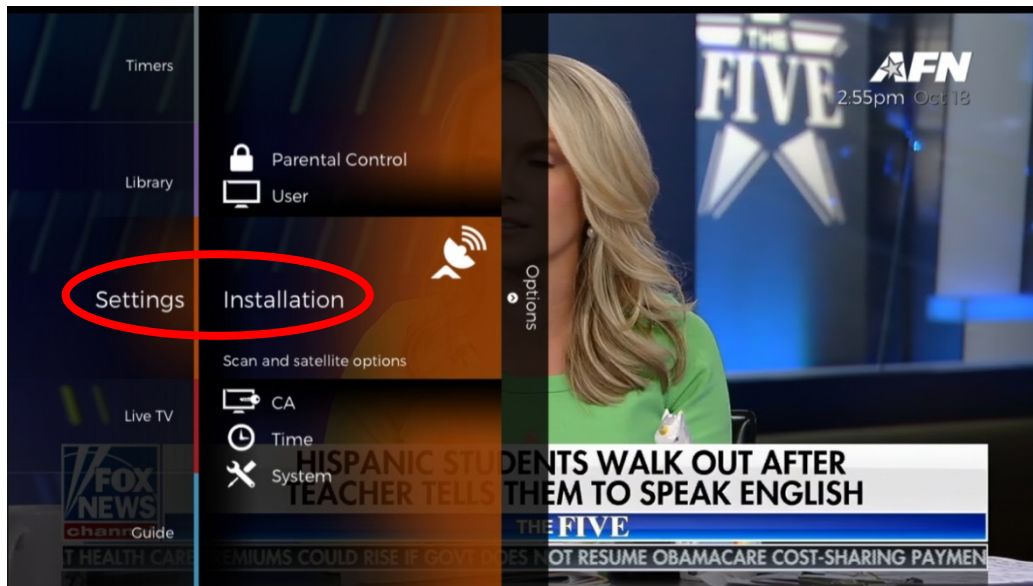 Timers
Library
Settings
Live TV
Guide
Parental Control
User
Installation
Scan and satellite options
CA
Time
System
Options
THE
FIVE
AFN
2:55pm Oct 18
HISPANIC STUDENTS WALK OUT AFTER
TEACHER TELLS THEM TO SPEAK ENGLISH
FOX
NEWS
channel
THE FIVE
T HEALTH CARE PREMIUMS COULD RISE IF GOVT DOES NOT RESUME OBAMACARE COST-SHARING PAYMEN